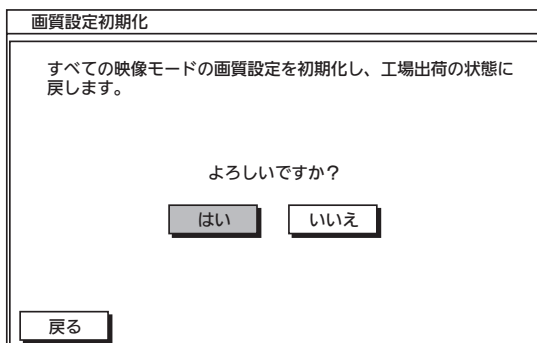 画質設定初期化
すべての映像モードの画質設定を初期化し、工場出荷の状態に
戻します。
よろしいですか?
はい
いいえ
戻る